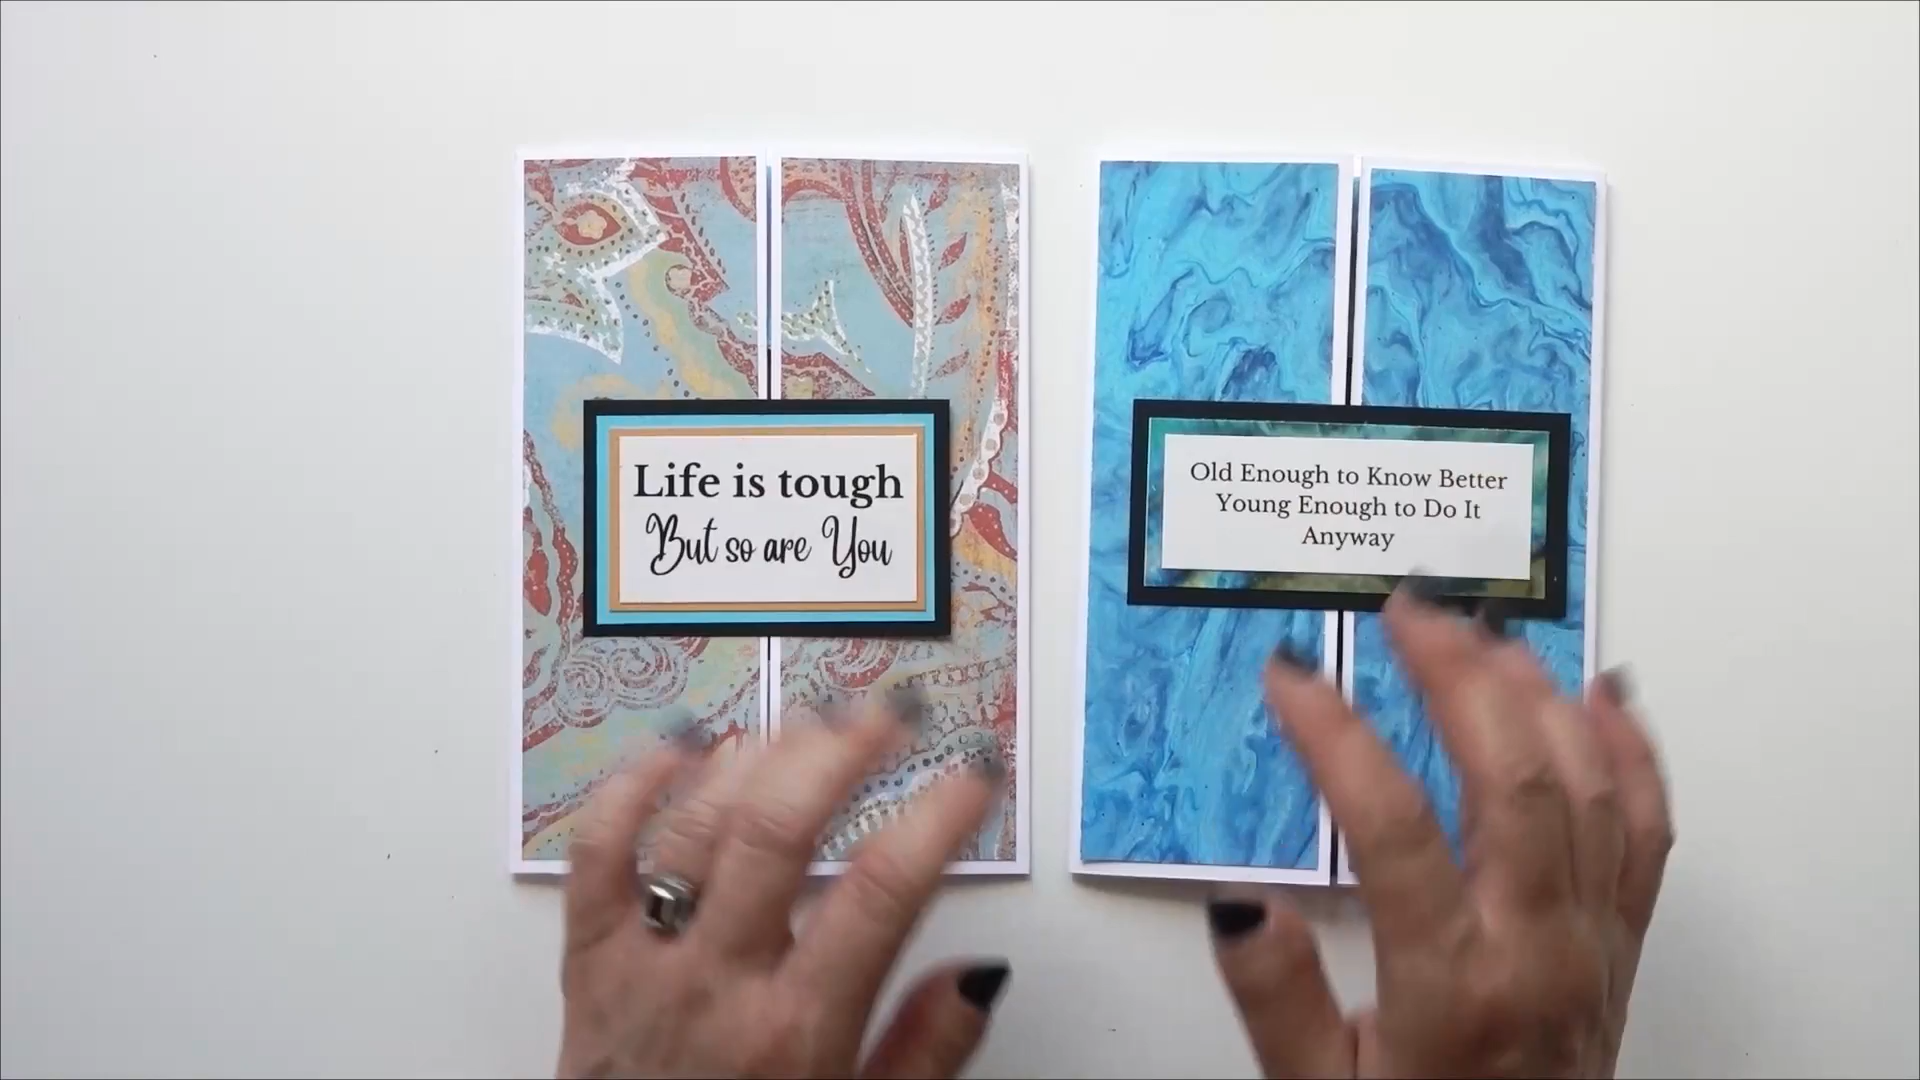 Life is tough
But so are You
Old Enough to Know Better
Young Enough to Do It
Anyway